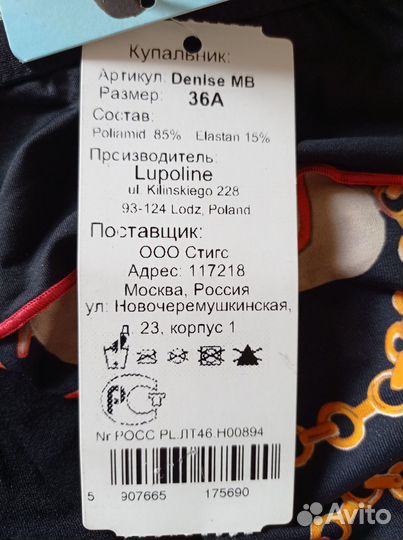 Купальник:
Артикул: Denise MB
Размер: 36A
Состав:
Poliamid 85% Elastan 15%
Прсизводитель:
Lupoline
ul. Kilinskiego 228
93-124 Lodz, Poland
Поставщик:
ООО Стигс
Адрес: 117218
Москва, Россия
ул: Новочеремушкинская,
д. 23, корпус 1
РСТ
Nr РОСС PL.ЛТ46.Н00894
5 907665 175690
Avito